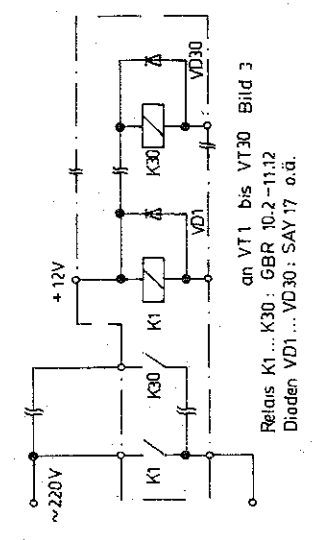 ~220V
+12V
K1
K30
K1
VD1
K30
VD30
an VT1 bis VT30 Bild 3
Relais K1...K30: GBR 10.2-11.12
Dioden VD1...VD30: SAY 17 o.ä.